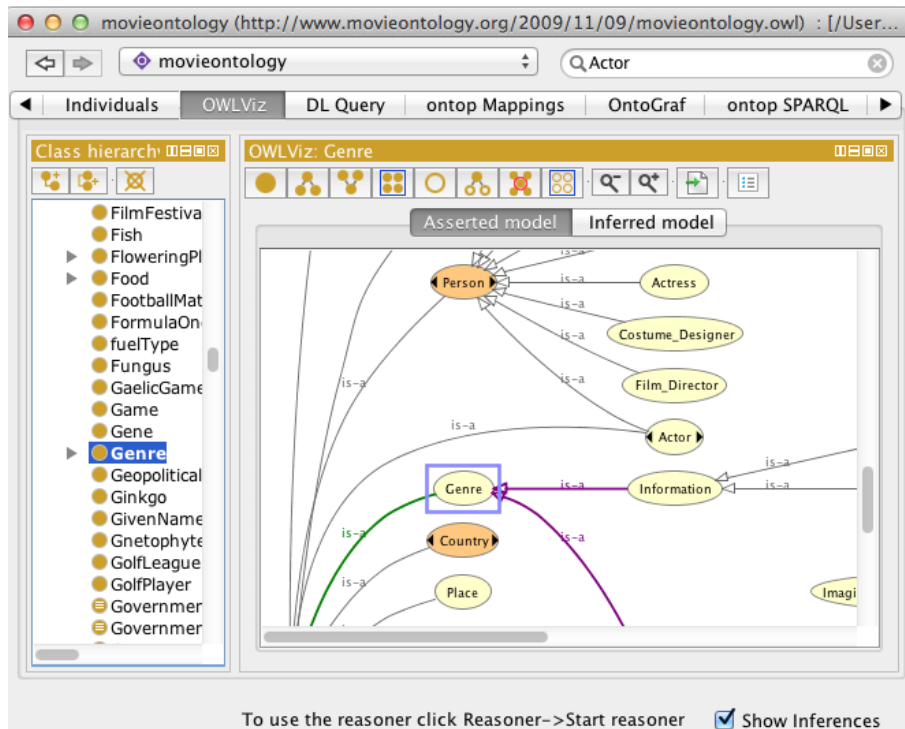 movieontology (http://www.movieontology.org/2009/11/09/movieontology.owl) : [/User...
movieontology
Actor
Individuals OWLViz DL Query ontop Mappings OntoGraf ontop SPARQL
Class hierarch
OWLViz: Genre
Asserted model Inferred model
FilmFestiva
Fish
FloweringPl
Food
FootballMat
FormulaOn
fuelType
Fungus
GaelicGame
Game
Gene
Genre
Geopolitical
Ginkgo
GivenName
Gnetophyte
GolfLeague
GolfPlayer
Governmer
Governmer
is-a
Person is-a Actress
is-a
is-a Costume_Designer
is-a is-a Film_Director
is-a Actor
is-a
Genre is-a Information is-a
is-a Country is-a
is-a Place Imagi
To use the reasoner click Reasoner->Start reasoner Show Inferences